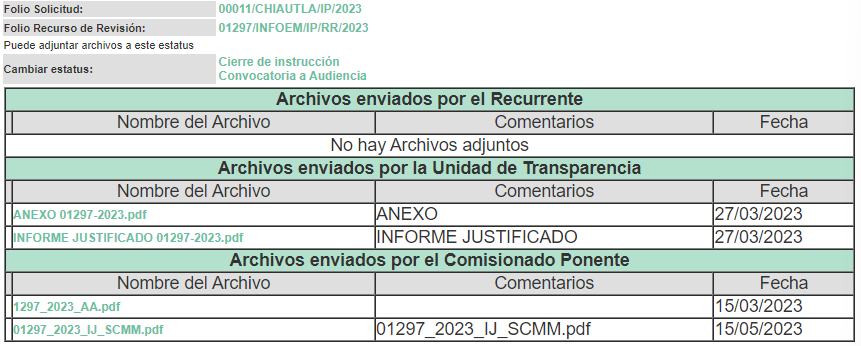 Folio Solicitud: 00011/CHIAUTLA/IP/2023
Folio Recurso de Revisión: 01297/INFOEM/IP/RR/2023
Puede adjuntar archivos a este estatus
Cambiar estatus: Cierre de instrucción
Convocatoria a Audiencia
Archivos enviados por el Recurrente
Nombre del Archivo Comentarios Fecha
No hay Archivos adjuntos
Archivos enviados por la Unidad de Transparencia
Nombre del Archivo Comentarios Fecha
ANEXO 01297-2023.pdf ANEXO 27/03/2023
INFORME JUSTIFICADO 01297-2023.pdf INFORME JUSTIFICADO 27/03/2023
Archivos enviados por el Comisionado Ponente
Nombre del Archivo Comentarios Fecha
1297_2023_AA.pdf 15/03/2023
01297_2023_IJ_SCMM.pdf 01297_2023_IJ_SCMM.pdf 15/05/2023